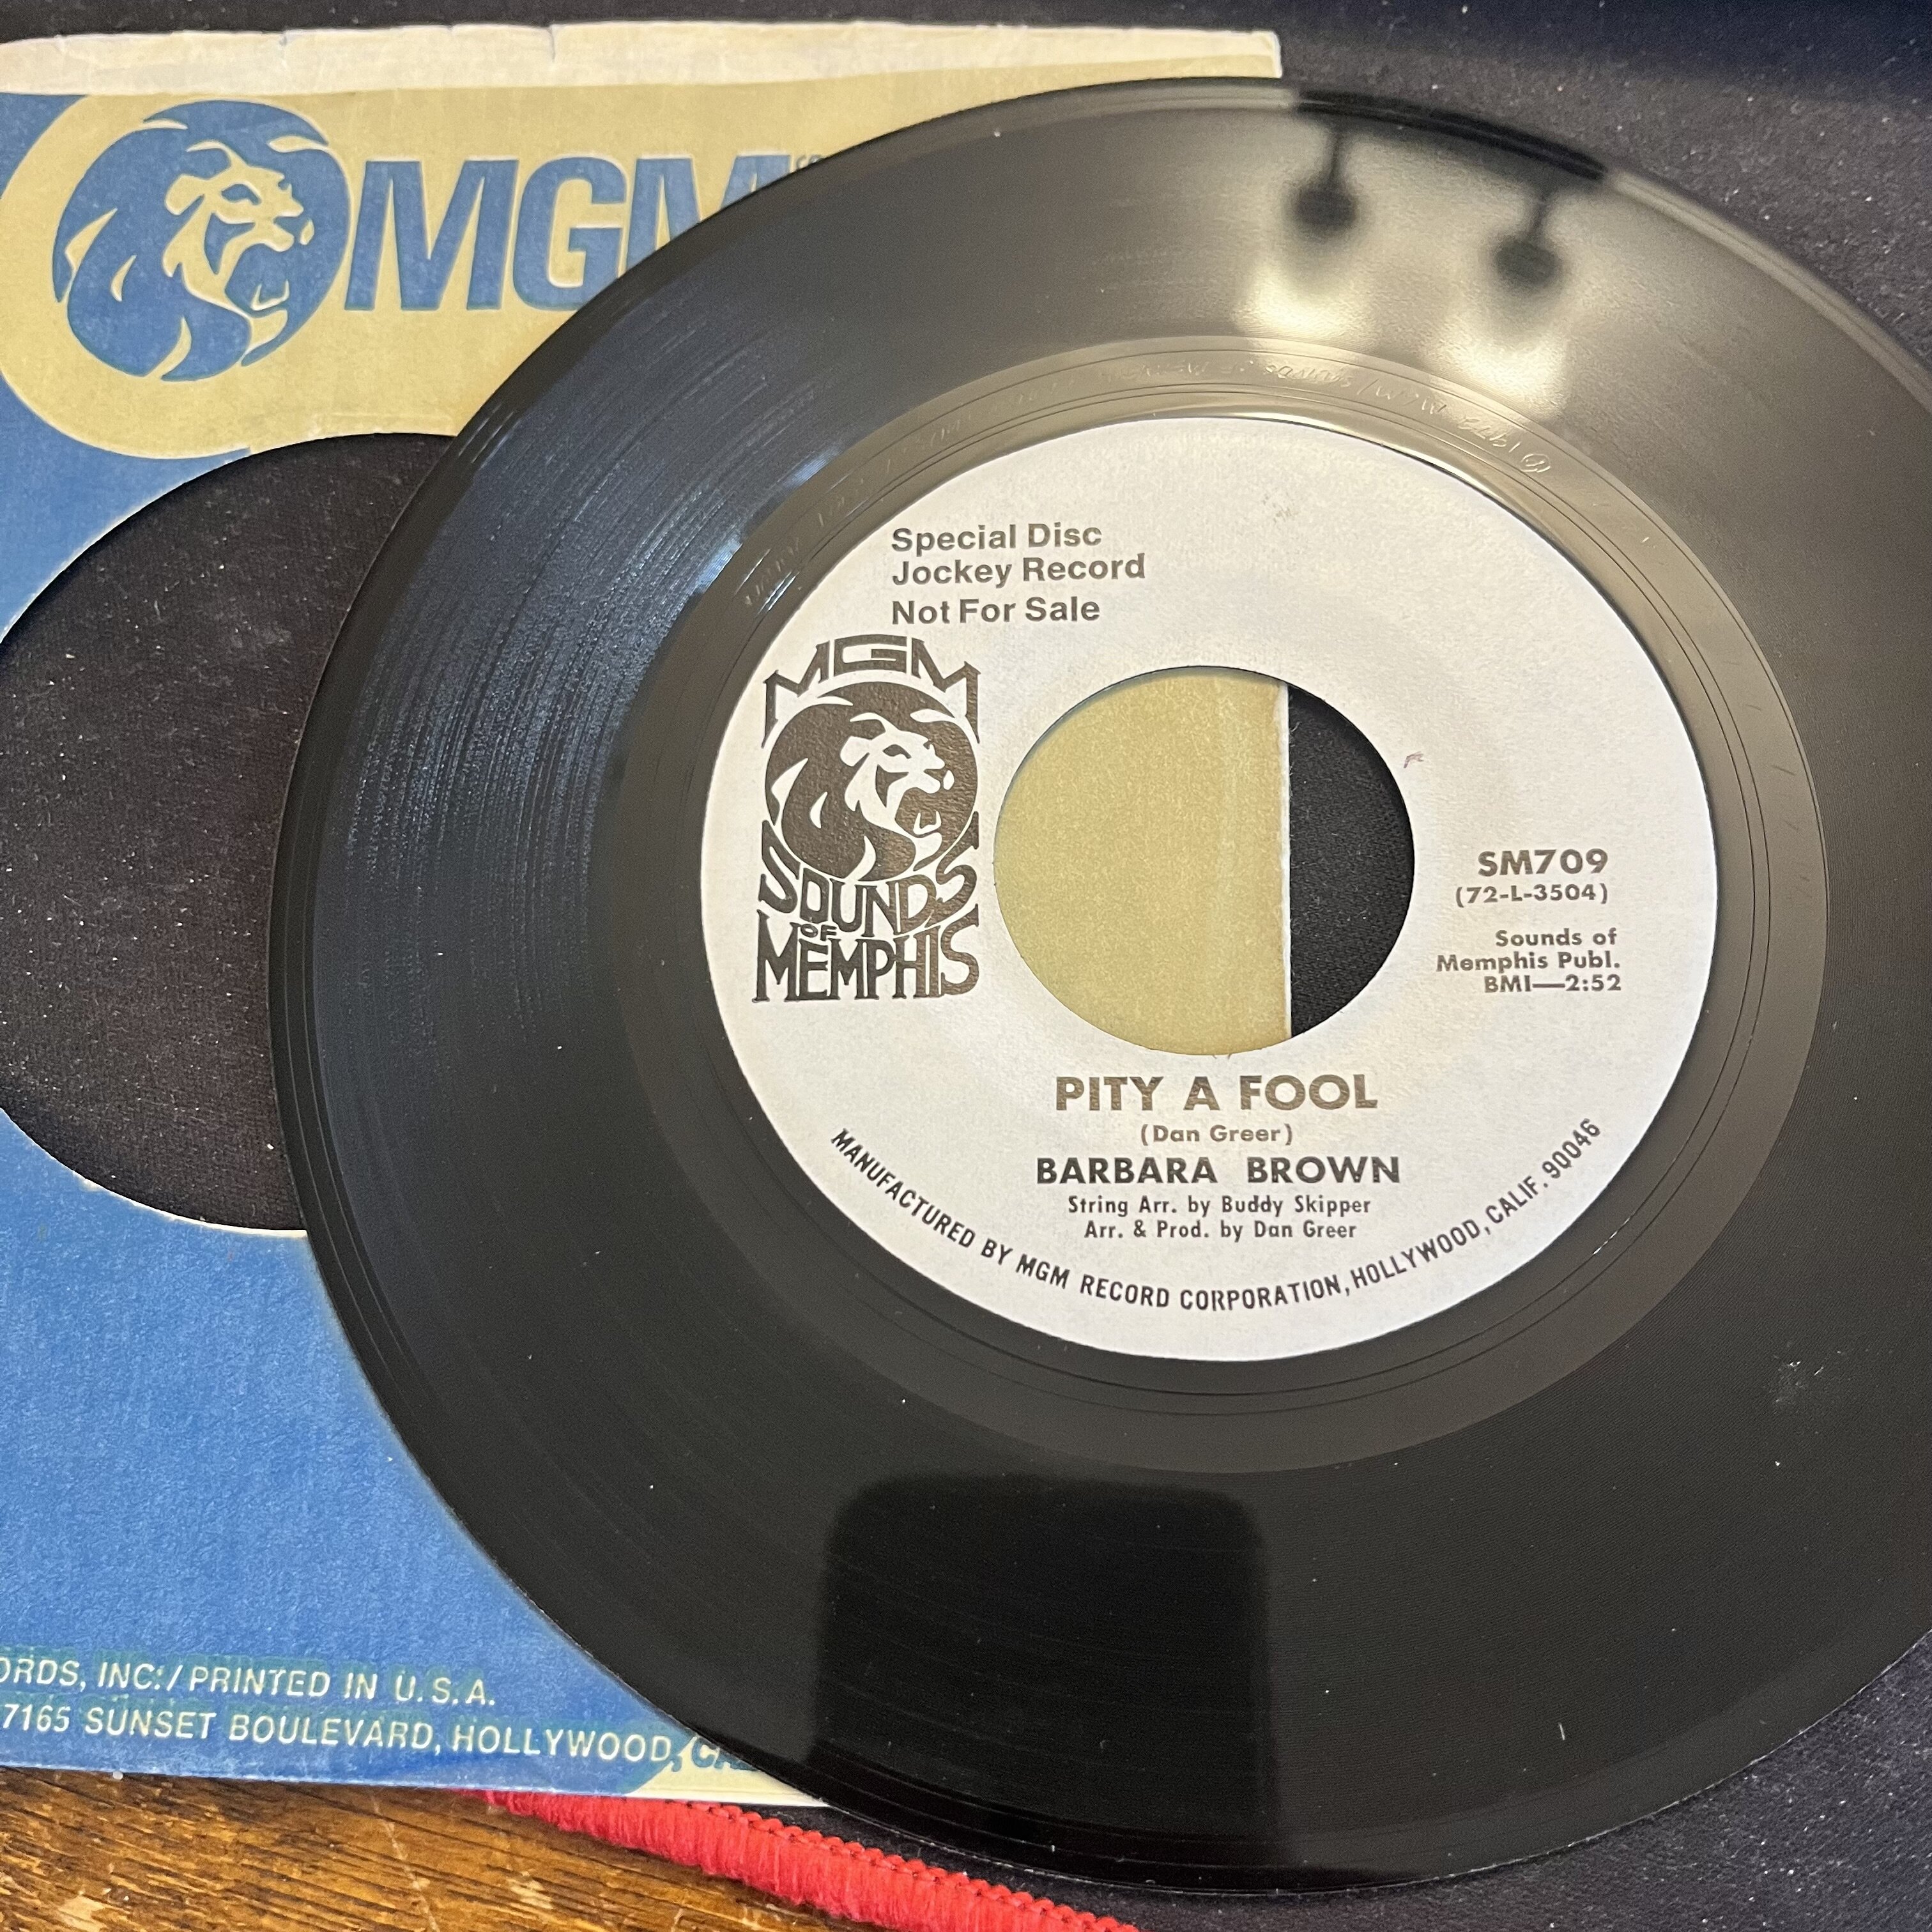 MGM
Special Disc
Jockey Record
Not For Sale
MGM
SOUNDS
OF
MEMPHIS
SM709
(72-L-3504)
Sounds of
Memphis Publ.
BMI—2:52
PITY A FOOL
(Dan Greer)
BARBARA BROWN
String Arr. by Buddy Skipper
Arr. & Prod. by Dan Greer
MANUFACTURED BY MGM RECORD CORPORATION, HOLLYWOOD, CALIF. 90046
INC./PRINTED IN U.S.A.
7165 SUNSET BOULEVARD, HOLLYWOOD,